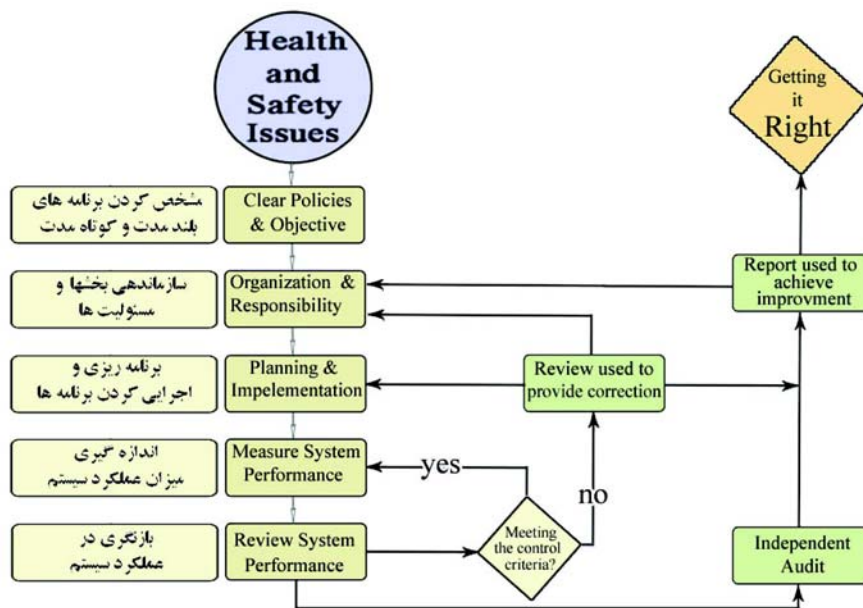 Health
and
Safety
Issues
Getting
it
Right
مشخص کردن برنامه های
بلند مدت و کوتاه مدت
Clear Policies
& Objective
سازماندهی بخشها و
مسئولیت ها
Organization &
Responsibility
Report used to
achieve
improvment
برنامه ریزی و
اجرایی کردن برنامه ها
Planning &
Impelementation
Review used to
provide correction
اندازه گیری
میزان عملکرد سیستم
Measure System
Performance
yes
no
بازنگری در
عملکرد سیستم
Review System
Performance
Meeting
the control
criteria?
Independent
Audit